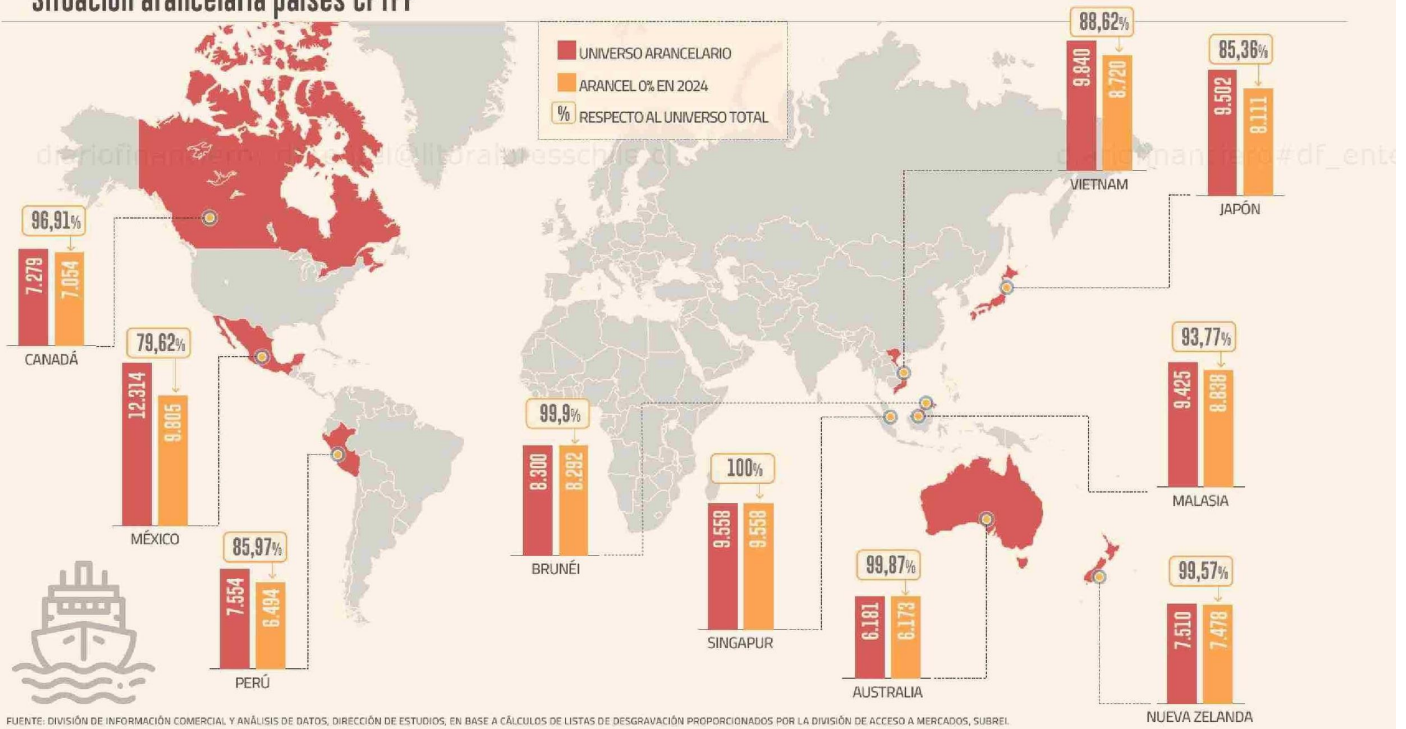 Situación arancelaria países CPTPP
UNIVERSO ARANCELARIO
ARANCEL 0% EN 2024
% RESPECTO AL UNIVERSO TOTAL
96,91%
7.279
7.054
CANADÁ
79,62%
12.314
9.805
MÉXICO
85,97%
7.554
6.494
PERÚ
99,9%
8.300
8.292
BRUNÉI
100%
9.558
9.558
SINGAPUR
99,87%
6.181
6.173
AUSTRALIA
88,62%
9.840
8.720
VIETNAM
85,36%
9.502
8.111
JAPÓN
93,77%
9.425
8.838
MALASIA
99,57%
7.510
7.478
NUEVA ZELANDA
FUENTE: DIVISIÓN DE INFORMACIÓN COMERCIAL Y ANÁLISIS DE DATOS, DIRECCIÓN DE ESTUDIOS, EN BASE A CÁLCULOS DE LISTAS DE DESGRAVACIÓN PROPORCIONADOS POR LA DIVISIÓN DE ACCESO A MERCADOS, SUBREI.